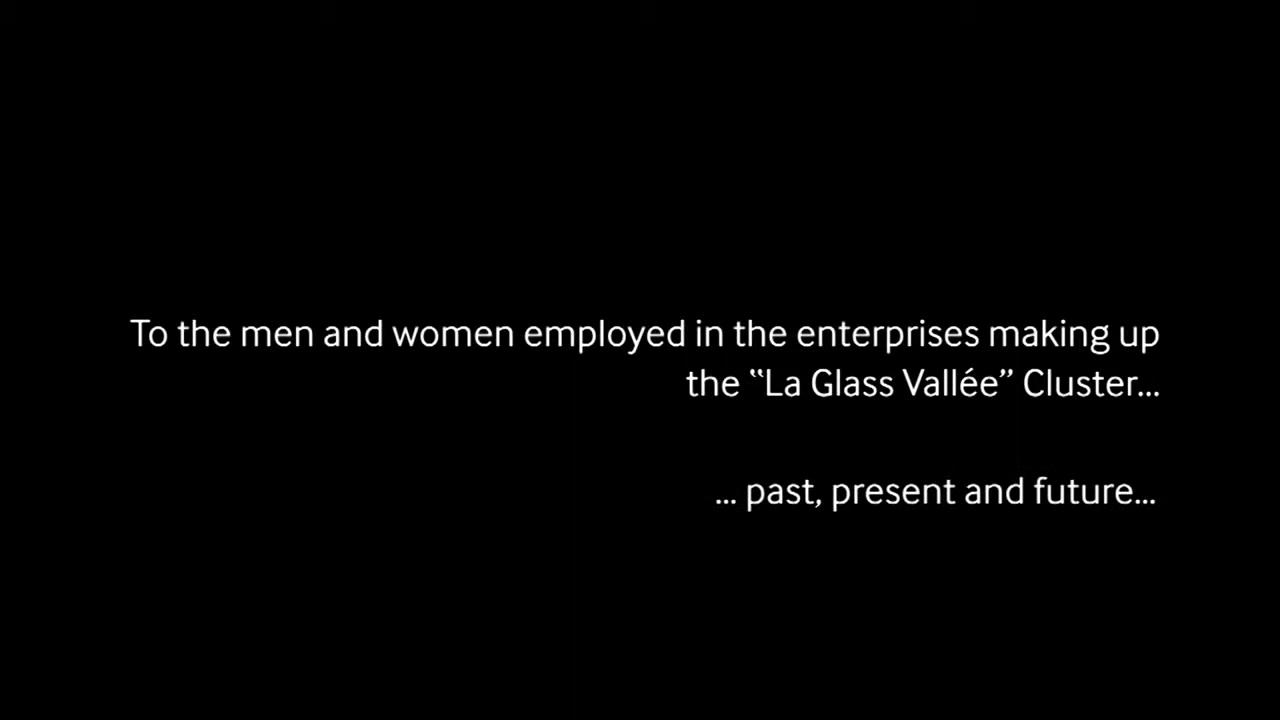 To the men and women employed in the enterprises making up
the “La Glass Vallée” Cluster...
... past, present and future...